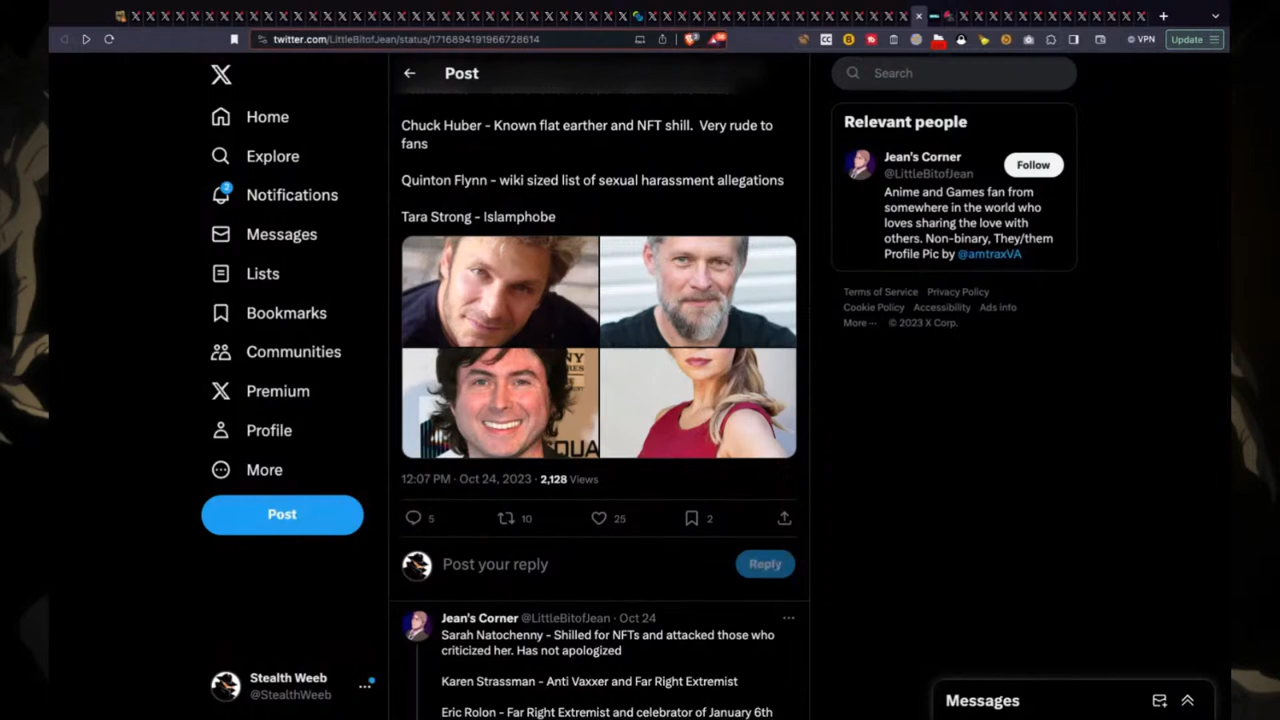 twitter.com/LittleBitofJean/status/1716894191966728614
VPN
Update
Home
Explore
3
Notifications
Messages
Lists
Bookmarks
Communities
Premium
Profile
More
Post
Stealth Weeb
@StealthWeeb
Post
Chuck Huber - Known flat earther and NFT shill. Very rude to
fans
Quinton Flynn - wiki sized list of sexual harassment allegations
Tara Strong - Islamphobe
12:07 PM · Oct 24, 2023 · 2,128 Views
5
10
25
2
Post your reply
Reply
Jean's Corner @LittleBitofJean · Oct 24
Sarah Natochenny - Shilled for NFTs and attacked those who
criticized her. Has not apologized
Karen Strassman - Anti Vaxxer and Far Right Extremist
Eric Rolon - Far Right Extremist and celebrator of January 6th
Search
Relevant people
Jean's Corner
@LittleBitofJean
Follow
Anime and Games fan from
somewhere in the world who
loves sharing the love with
others. Non-binary, They/them
Profile Pic by @amtraxVA
Terms of Service Privacy Policy
Cookie Policy Accessibility Ads info
More ··· © 2023 X Corp.
Messages